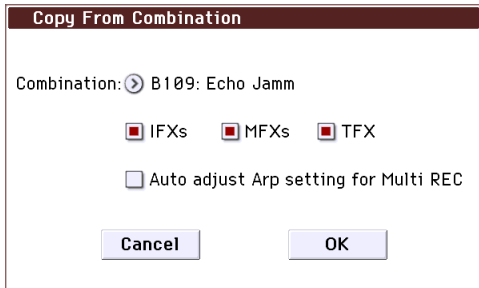 Copy From Combination
Combination: B109: Echo Jamm
IFXs MFXs TFX
Auto adjust Arp setting for Multi REC
Cancel OK